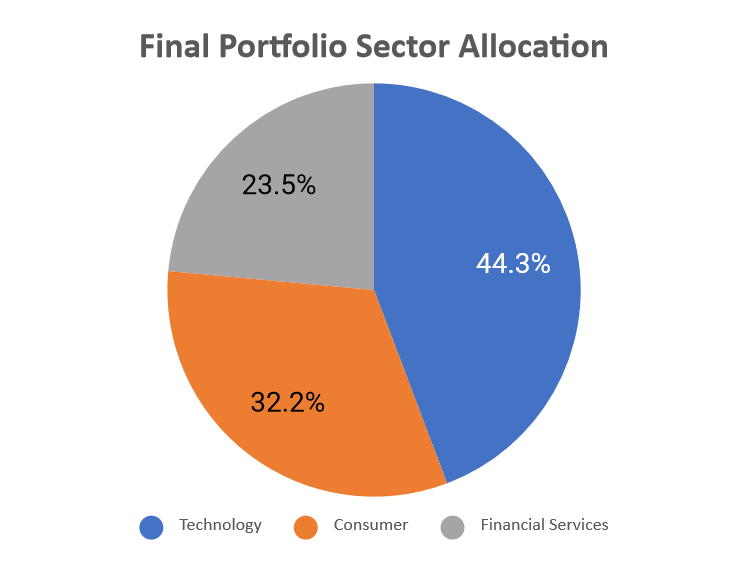 Final Portfolio Sector Allocation
23.5%
44.3%
32.2%
Technology Consumer Financial Services